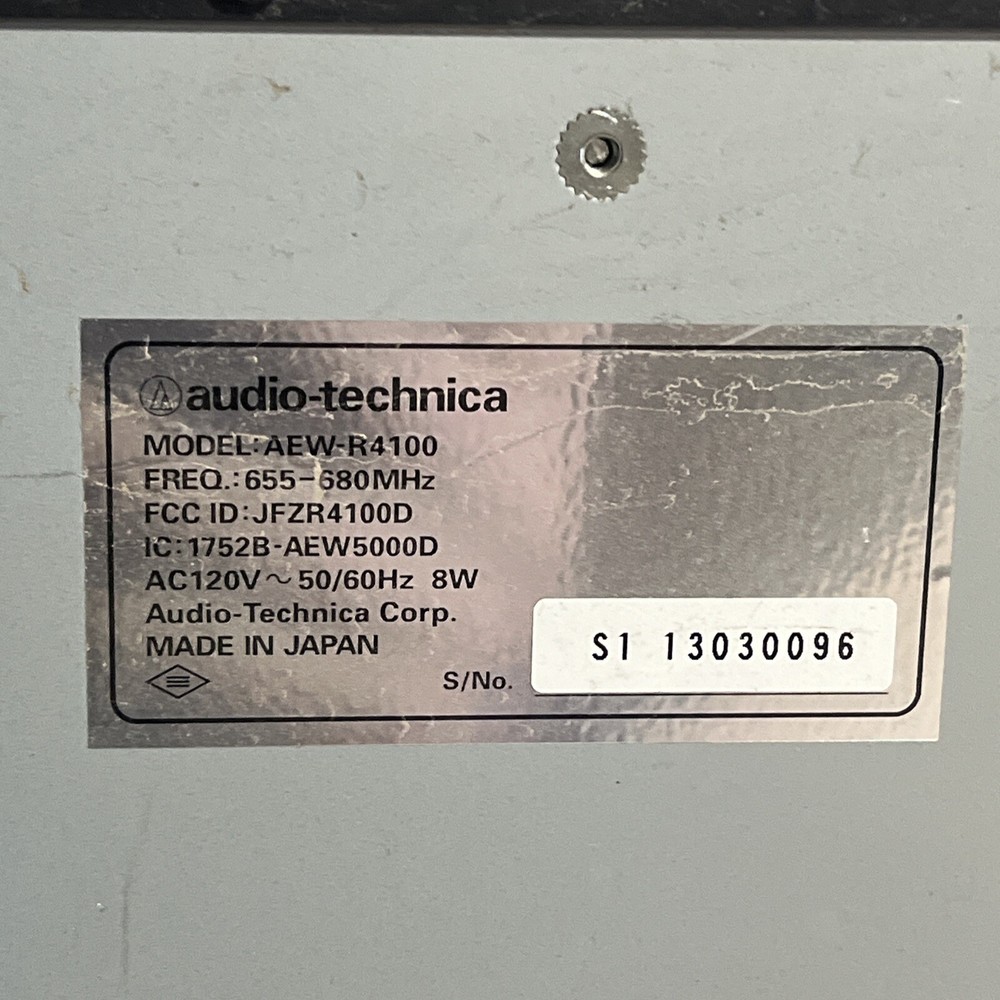 audio-technica
MODEL:AEW-R4100
FREQ.:655-680MHz
FCC ID:JFZR4100D
IC:1752B-AEW5000D
AC120V~50/60Hz 8W
Audio-Technica Corp.
MADE IN JAPAN
S/No. S1 13030096